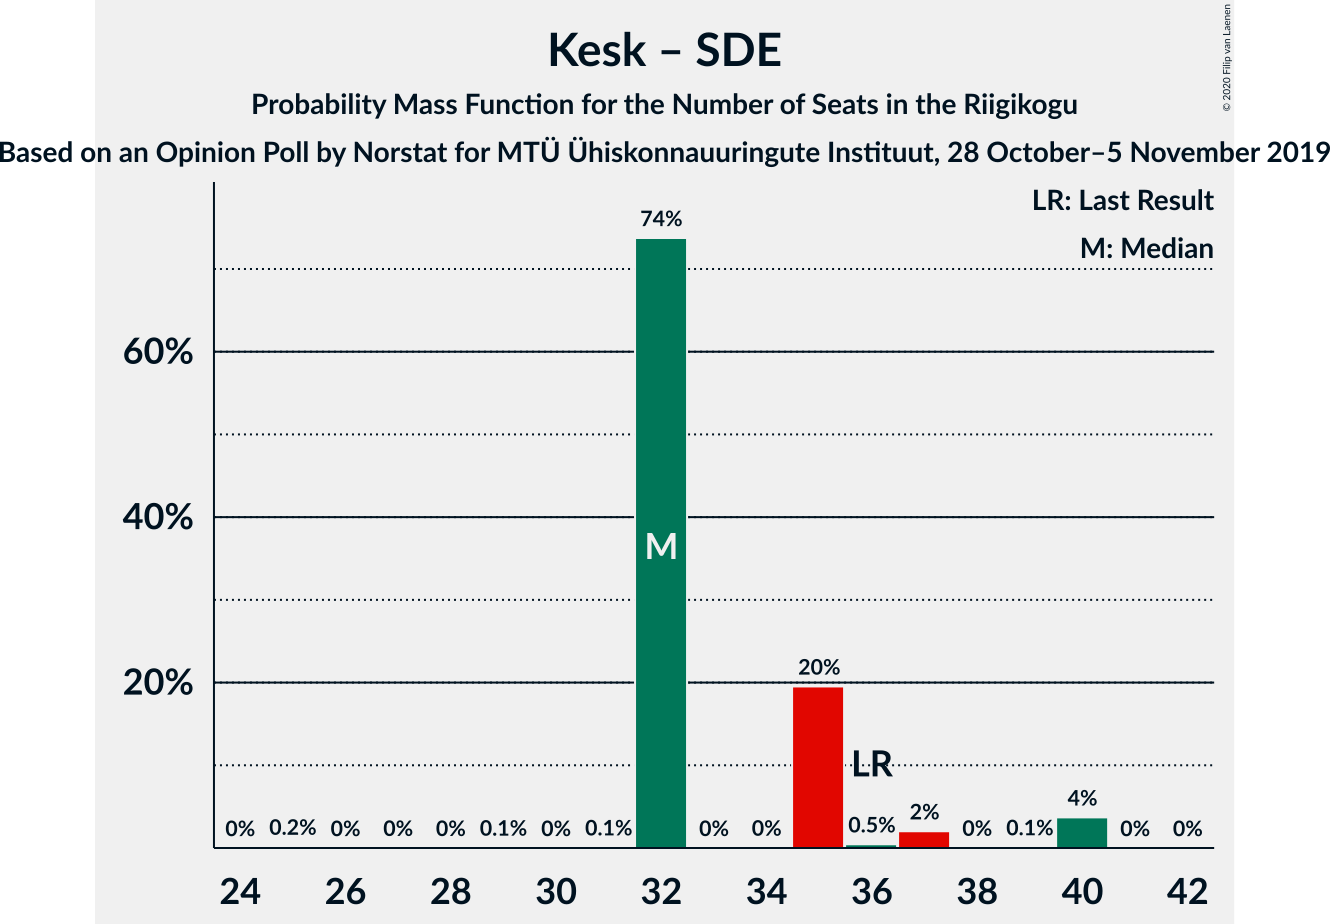 Kesk – SDE
Probability Mass Function for the Number of Seats in the Riigikogu
Based on an Opinion Poll by Norstat for MTÜ Ühiskonnauuringute Instituut, 28 October–5 November 2019
© 2020 Filip van Laenen
LR: Last Result
M: Median
74%
60%
40%
M
20%
20%
LR
0% 0.2% 0% 0% 0% 0.1% 0% 0.1% 0% 0% 0.5% 2% 0% 0.1% 4% 0% 0%
24 26 28 30 32 34 36 38 40 42